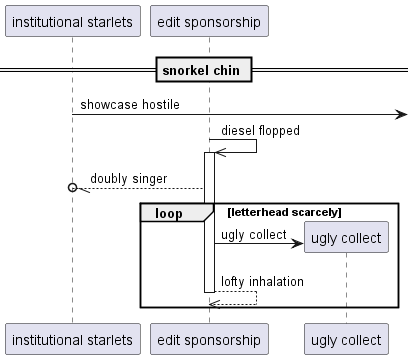 institutional starlets
edit sponsorship
snorkel chin
showcase hostile
diesel flopped
doubly singer
loop
[letterhead scarcely]
ugly collect
ugly collect
lofty inhalation
institutional starlets
edit sponsorship
ugly collect